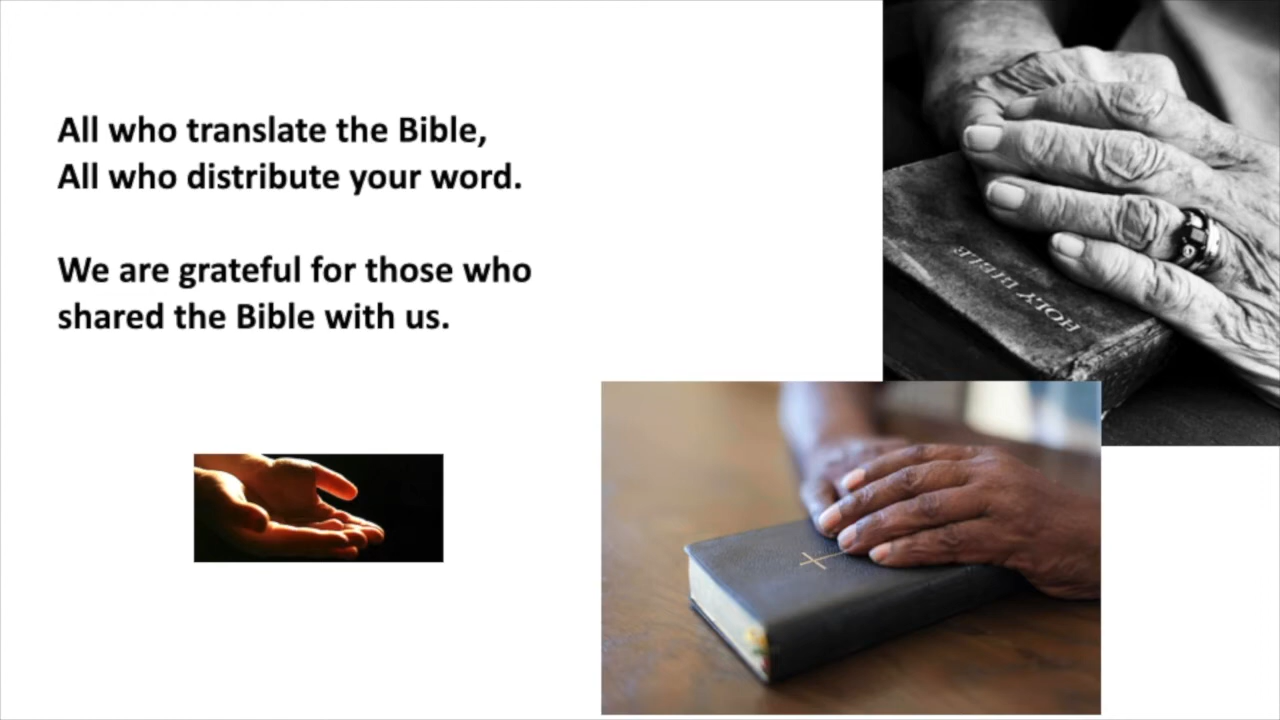 All who translate the Bible,
All who distribute your word.
We are grateful for those who
shared the Bible with us.
HOLY BIBLE